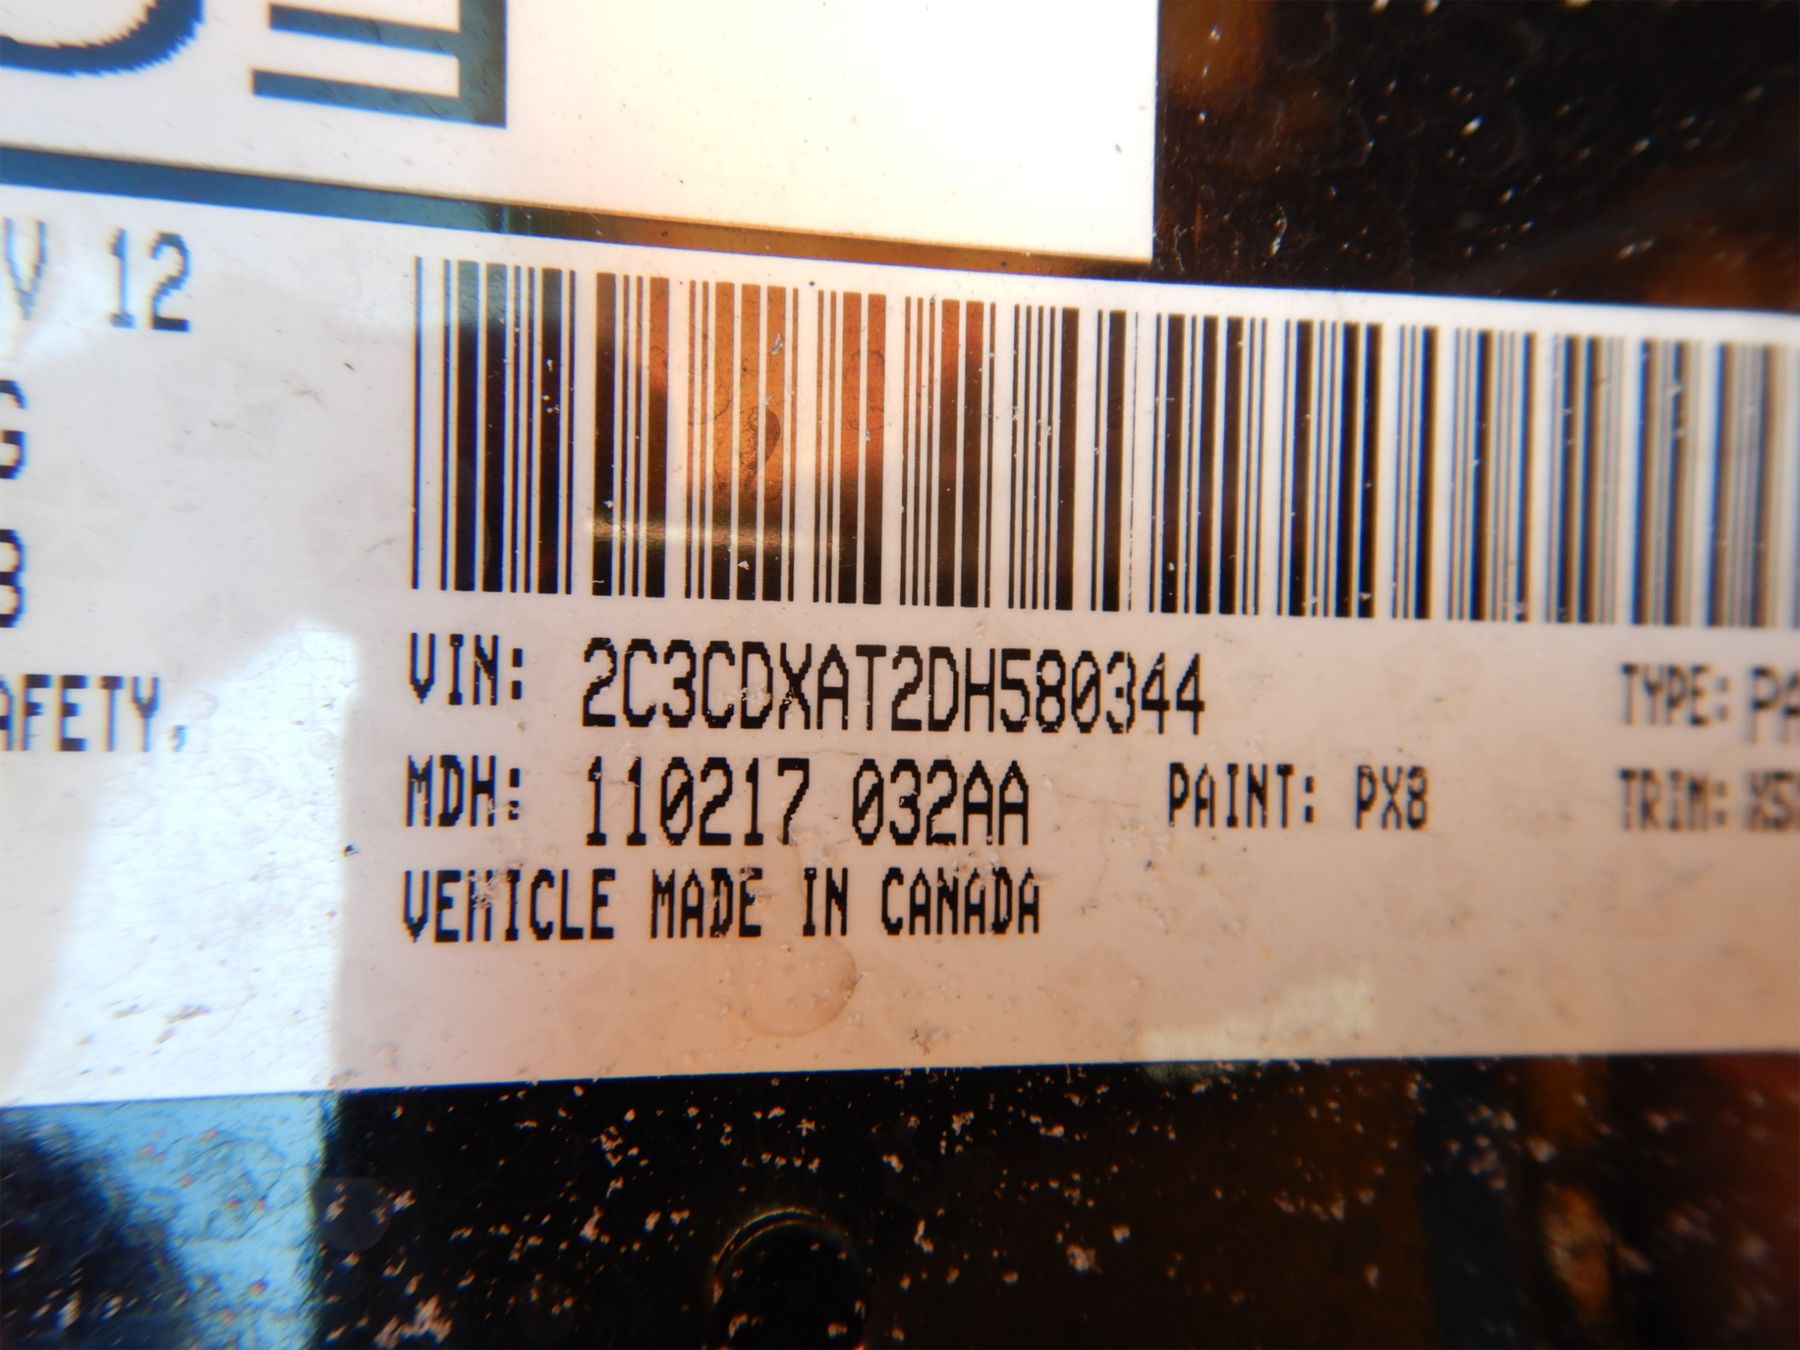 V 12
G
AFETY,
VIN: 2C3CDXAT2DH580344
TYPE:
MDH: 110217 032AA
PAINT: PX8
TRIM:
VEHICLE MADE IN CANADA